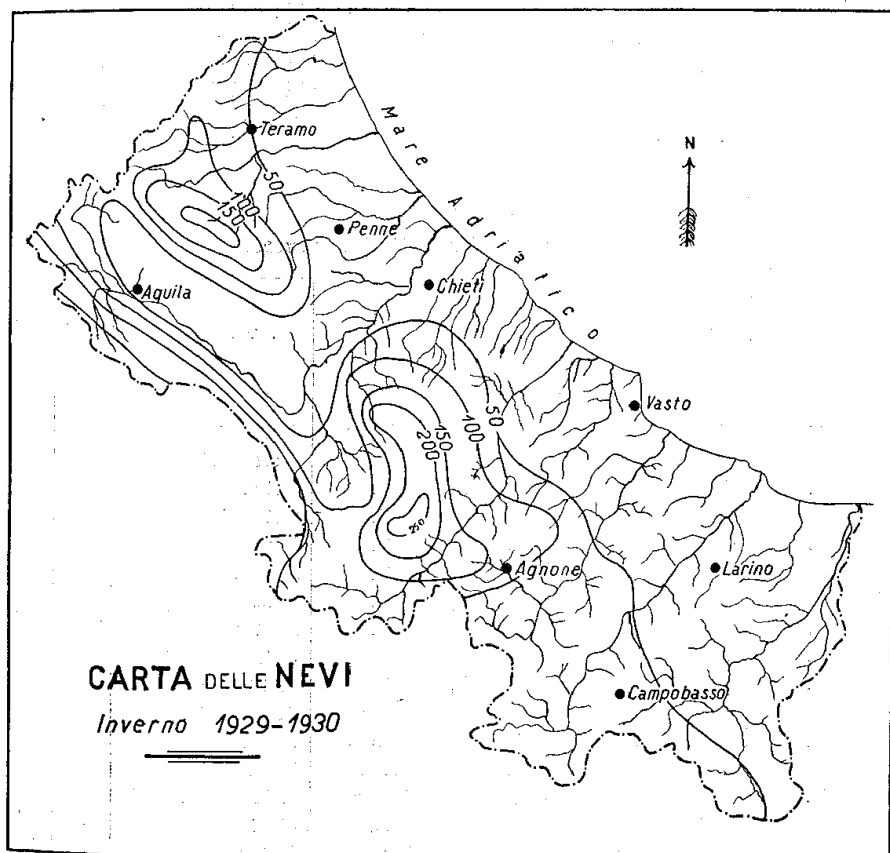 N
Mare Adriatico
Teramo
50
100
150
Penne
Aquila
Chieti
Vasto
50
100
150
200
250
Agnone
Larino
Campobasso
CARTA DELLE NEVI
Inverno 1929-1930